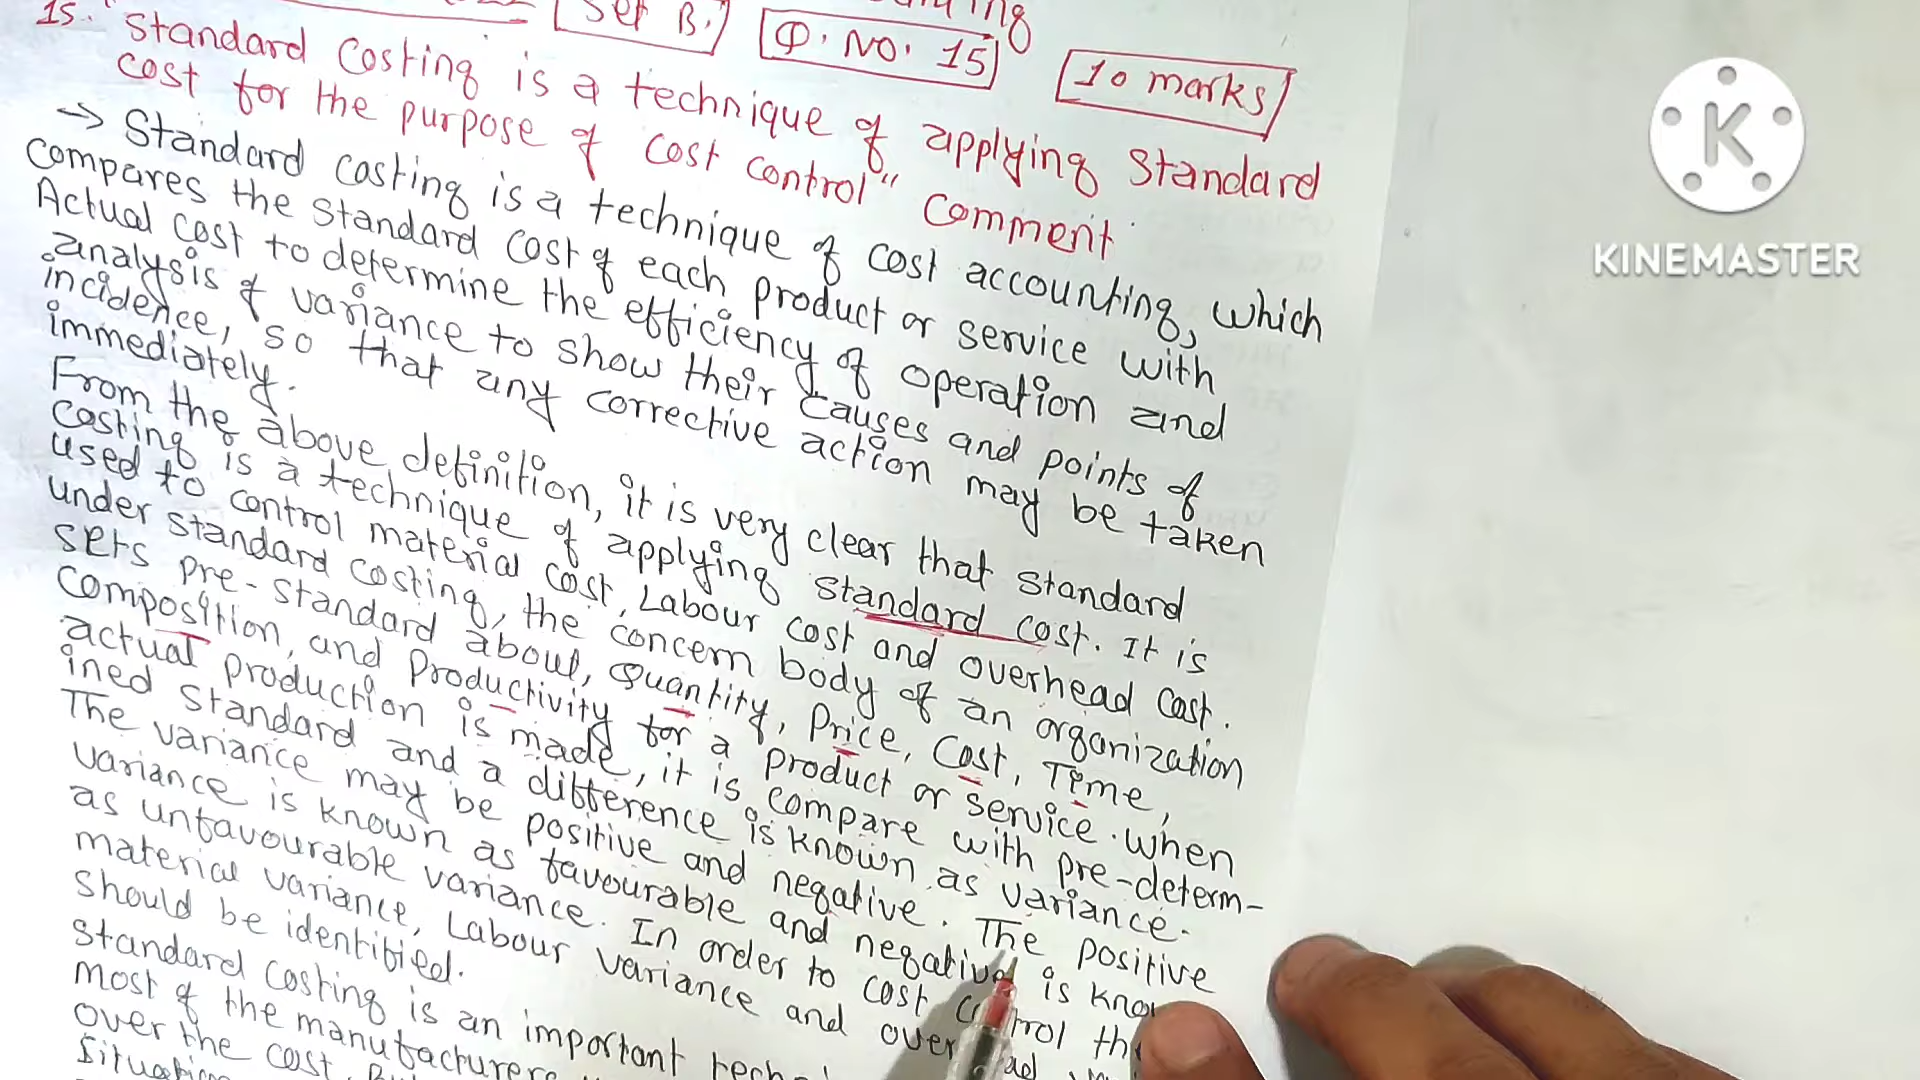 Set B.
15. Q. NO. 15
10 marks
"Standard Costing is a technique of applying Standard
cost for the purpose of cost control" Comment
→ Standard costing is a technique of cost accounting, which
compares the standard cost of each product or service with
Actual cost to determine the efficiency of operation and
analysis of variance to show their causes and points of
incidence, so that any corrective action may be taken
immediately.
From the above definition, it is very clear that standard
costing is a technique of applying standard cost. It is
used to control material cost, Labour cost and overhead cost.
under standard costing, the concern body of an organization
sets pre-standard about, Quantity, Price, Cost, Time,
Composition, and Productivity for a product or service. When
actual production is made, it is compare with pre-determ-
ined standard and a difference is known as variance.
The variance may be positive and negative. The positive
variance is known as favourable and negative is know
as unfavourable variance. In order to cost control the
material variance, Labour variance and over
should be identified.
Standard costing is an important tech
most of the manufacturers
over the cost. But
Situation
KINEMASTER